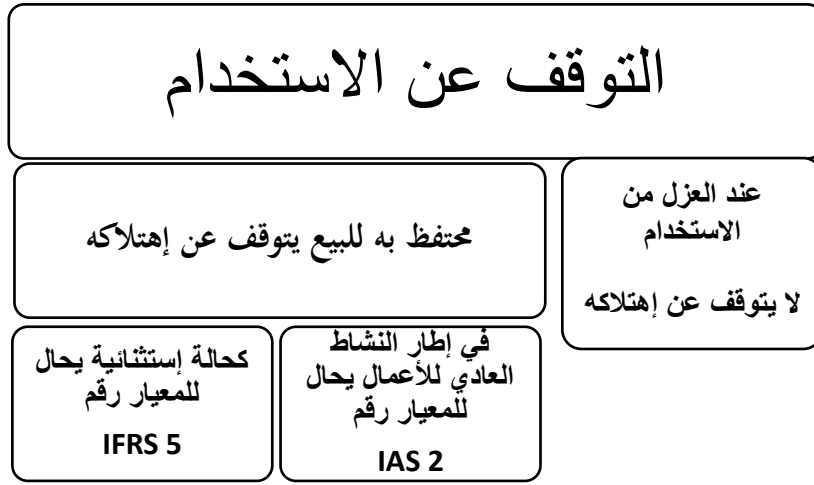 التوقف عن الاستخدام
عند العزل من
الاستخدام
لا يتوقف عن إهتلاكه
محتفظ به للبيع يتوقف عن إهتلاكه
في إطار النشاط
العادي للأعمال يحال
للمعيار رقم
IAS 2
كحالة إستثنائية يحال
للمعيار رقم
IFRS 5